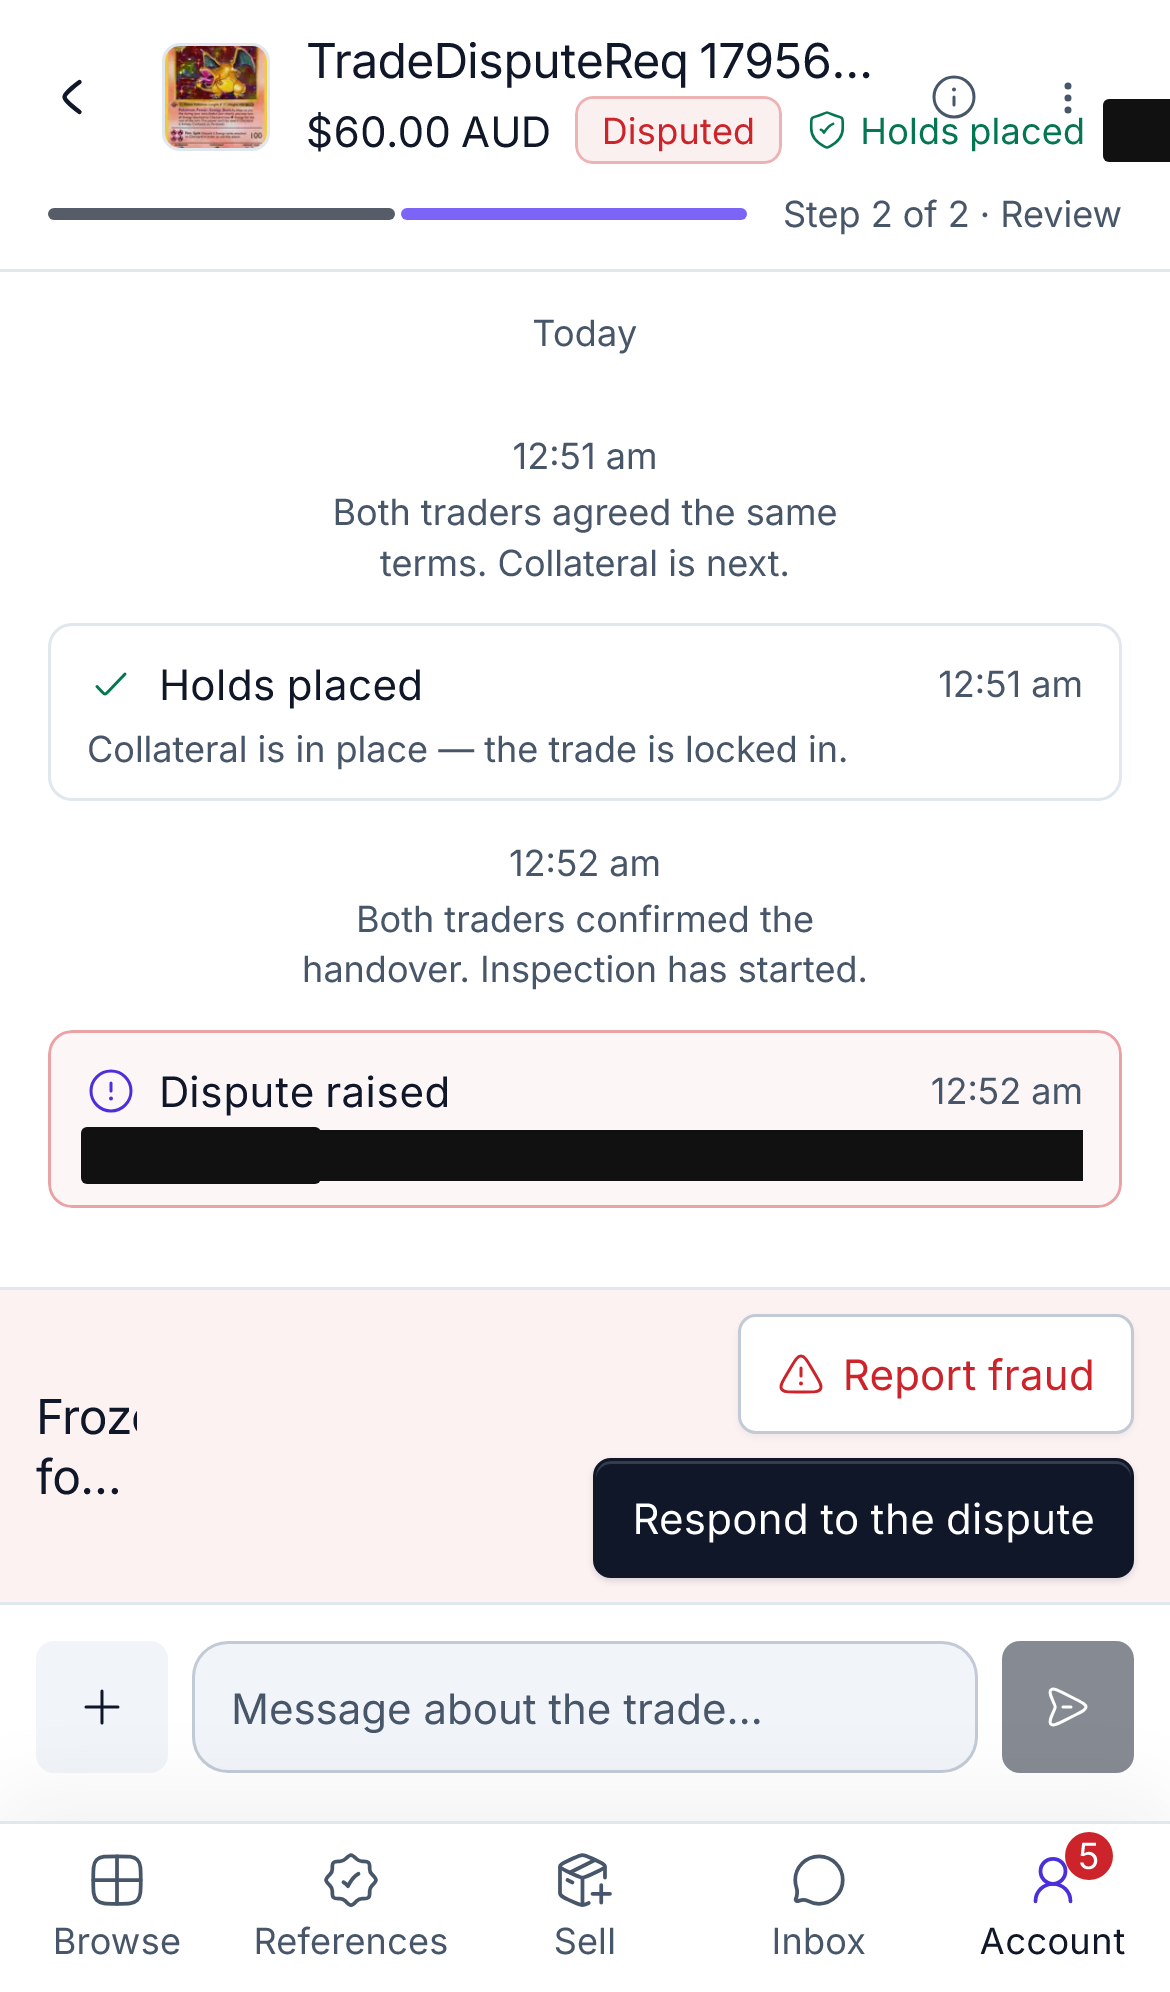 TradeDisputeReq 17956...
$60.00 AUD Disputed Holds placed
Step 2 of 2 · Review
Today
12:51 am
Both traders agreed the same
terms. Collateral is next.
Holds placed 12:51 am
Collateral is in place — the trade is locked in.
12:52 am
Both traders confirmed the
handover. Inspection has started.
Dispute raised 12:52 am
Report fraud
fo...
Respond to the dispute
Message about the trade...
5
Browse References Sell Inbox Account